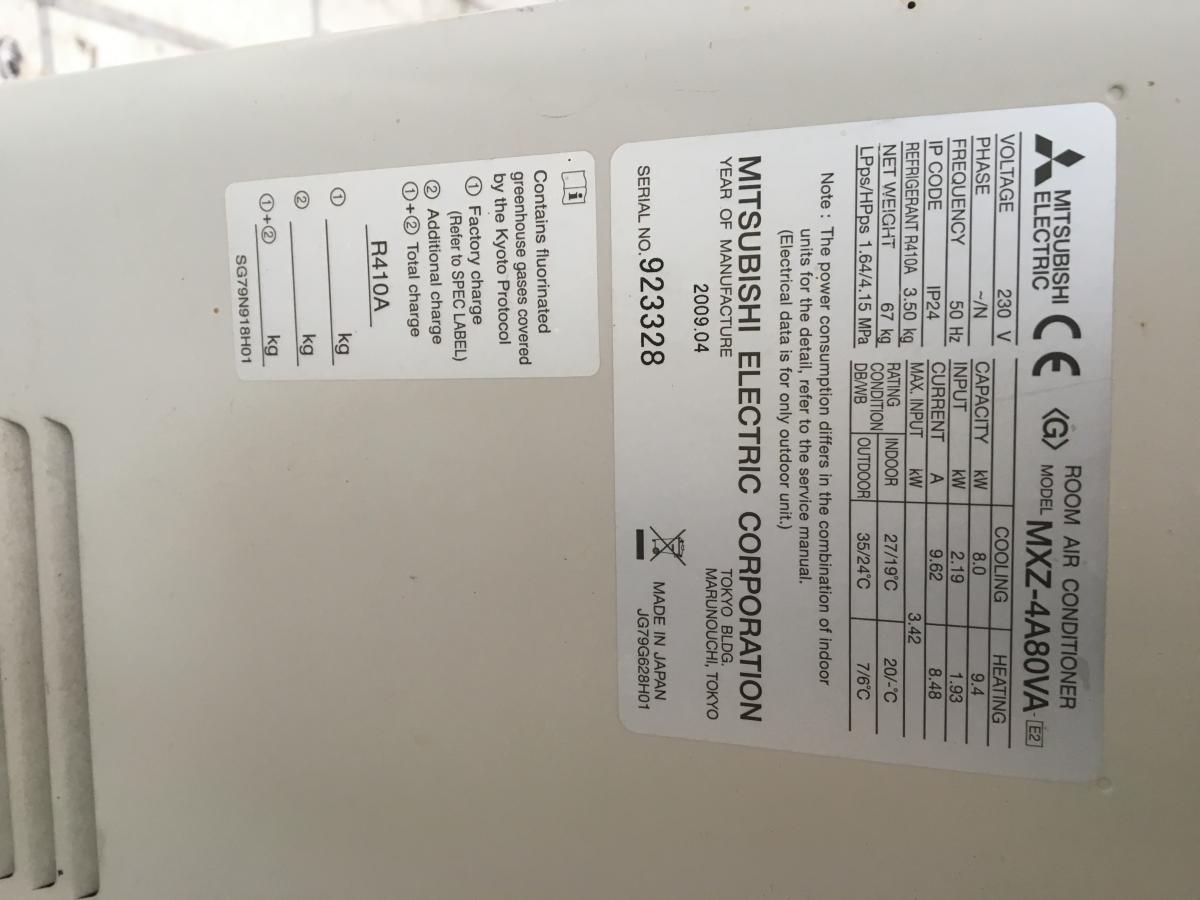 MITSUBISHI
ELECTRIC
CE
〈G〉
ROOM AIR CONDITIONER
MODEL MXZ-4A80VA-E2
VOLTAGE 230 V
PHASE ~/N
FREQUENCY 50 Hz
IP CODE IP24
REFRIGERANT R410A 3.50 kg
NET WEIGHT 67 kg
LPps/HPps 1.64/4.15 MPa
COOLING HEATING
CAPACITY kW 8.0 9.4
INPUT kW 2.19 1.93
CURRENT A 9.62 8.48
MAX. INPUT kW 3.42
RATING CONDITION DB/WB INDOOR 27/19°C 20/-°C
OUTDOOR 35/24°C 7/6°C
Note : The power consumption differs in the combination of indoor
units for the detail, refer to the service manual.
(Electrical data is for only outdoor unit.)
MITSUBISHI ELECTRIC CORPORATION
YEAR OF MANUFACTURE
2009.04
TOKYO BLDG.
MARUNOUCHI, TOKYO
SERIAL NO. 923328
MADE IN JAPAN
JG79G628H01
i
Contains fluorinated
greenhouse gases covered
by the Kyoto Protocol
① Factory charge
(Refer to SPEC LABEL)
② Additional charge
①+② Total charge
R410A
① kg
② kg
①+② kg
SG79N918H01